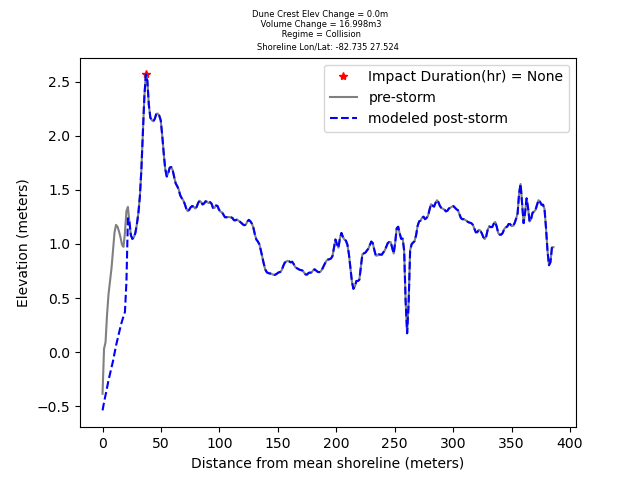 Dune Crest Elev Change = 0.0m
Volume Change = 16.998m3
Regime = Collision
Shoreline Lon/Lat: -82.735 27.524
Impact Duration(hr) = None
pre-storm
modeled post-storm
Elevation (meters)
2.5
2.0
1.5
1.0
0.5
0.0
−0.5
0 50 100 150 200 250 300 350 400
Distance from mean shoreline (meters)